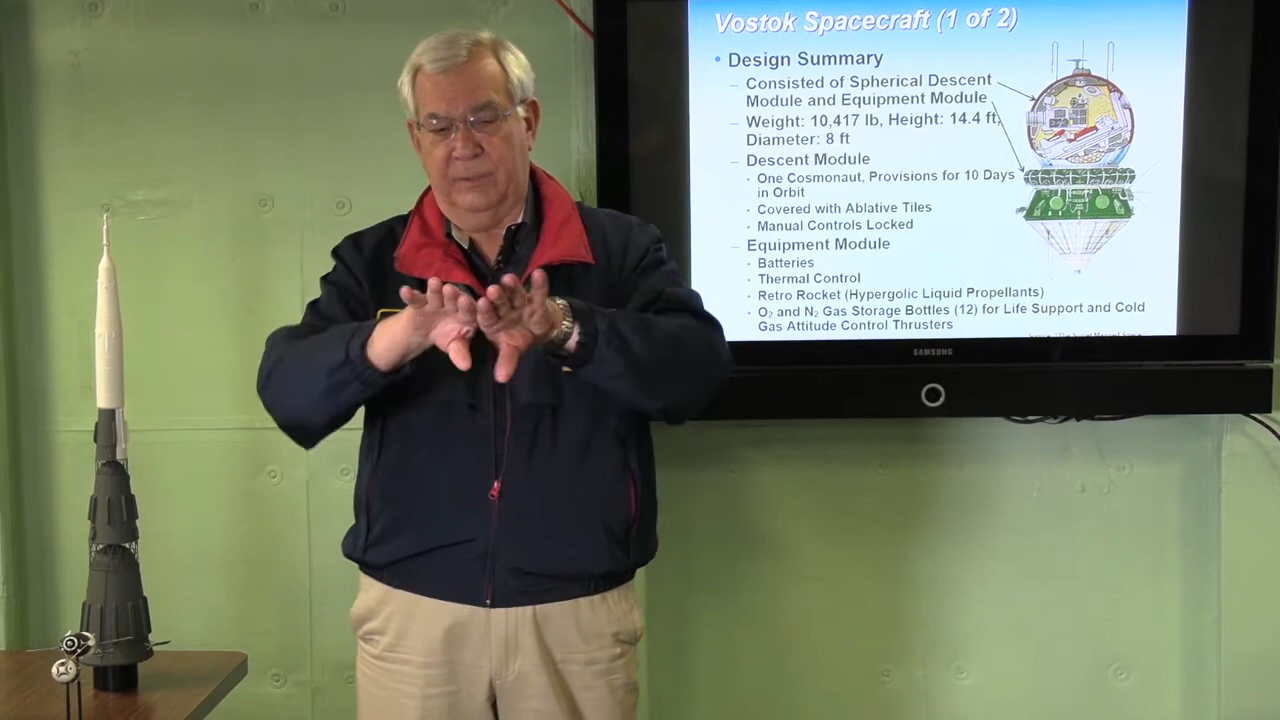 Vostok Spacecraft (1 of 2)
• Design Summary
– Consisted of Spherical Descent
Module and Equipment Module
– Weight: 10,417 lb, Height: 14.4 ft,
Diameter: 8 ft
– Descent Module
· One Cosmonaut, Provisions for 10 Days
in Orbit
· Covered with Ablative Tiles
· Manual Controls Locked
– Equipment Module
· Batteries
· Thermal Control
· Retro Rocket (Hypergolic Liquid Propellants)
· O₂ and N₂ Gas Storage Bottles (12) for Life Support and Cold
Gas Attitude Control Thrusters
SAMSUNG